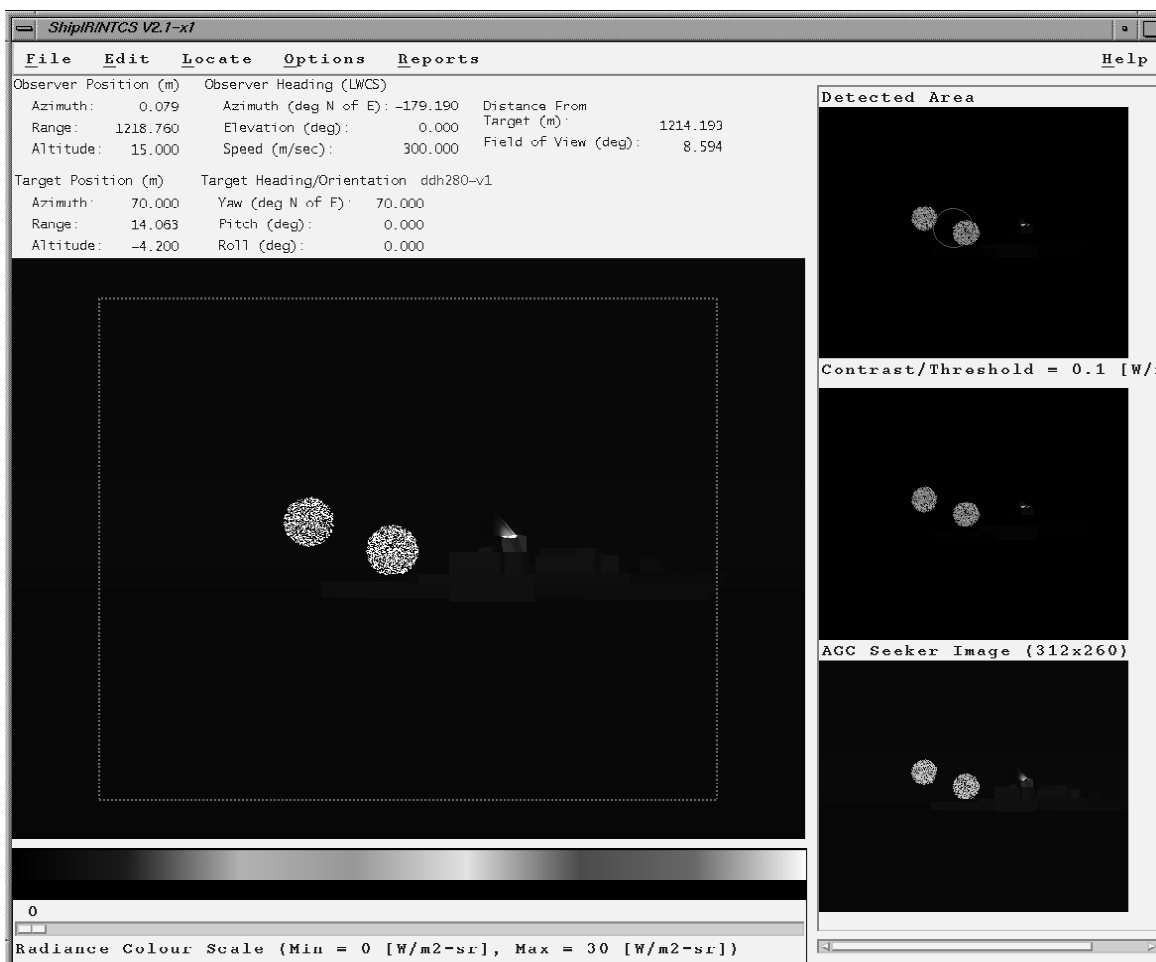 ShipIR/NTCS V2.1-x1
File Edit Locate Options Reports Help
Observer Position (m) Observer Heading (LWCS)
Azimuth: 0.079 Azimuth (deg N of E): -179.190 Distance From
Range: 1218.760 Elevation (deg): 0.000 Target (m): 1214.193
Altitude: 15.000 Speed (m/sec): 300.000 Field of View (deg): 8.594
Target Position (m) Target Heading/Orientation ddh280-v1
Azimuth: 70.000 Yaw (deg N of E): 70.000
Range: 14.063 Pitch (deg): 0.000
Altitude: -4.200 Roll (deg): 0.000
Detected Area
Contrast/Threshold = 0.1 [W/
AGC Seeker Image (312x260)
0
Radiance Colour Scale (Min = 0 [W/m2-sr], Max = 30 [W/m2-sr])